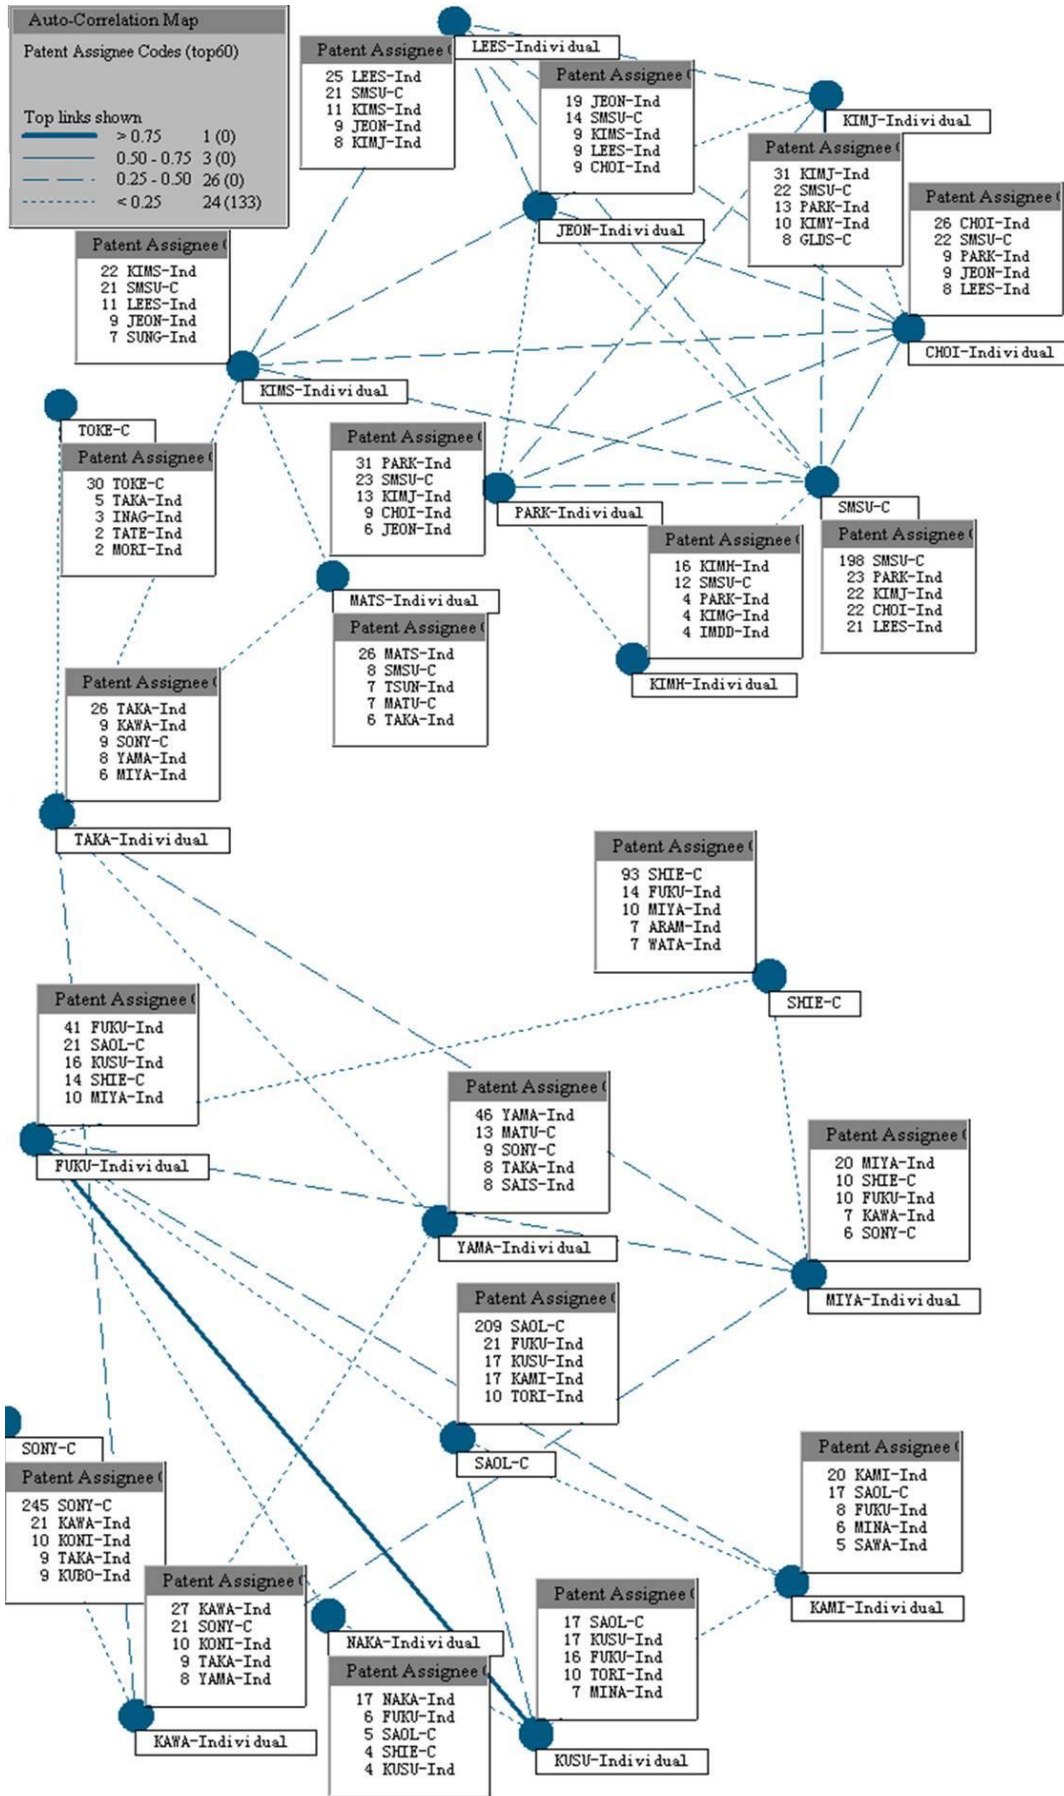 Auto-Correlation Map
Patent Assignee Codes (top60)
Top links shown
> 0.75 1 (0)
0.50 - 0.75 3 (0)
0.25 - 0.50 26 (0)
< 0.25 24 (133)
LEES-Individual
Patent Assignee (
25 LEES-Ind
21 SMSU-C
11 KIMS-Ind
9 JEON-Ind
8 KIMJ-Ind
Patent Assignee (
19 JEON-Ind
14 SMSU-C
9 KIMS-Ind
9 LEES-Ind
9 CHOI-Ind
JEON-Individual
KIMJ-Individual
Patent Assignee (
31 KIMJ-Ind
22 SMSU-C
13 PARK-Ind
10 KIMY-Ind
8 GLDS-C
Patent Assignee (
26 CHOI-Ind
22 SMSU-C
9 PARK-Ind
9 JEON-Ind
8 LEES-Ind
CHOI-Individual
Patent Assignee (
22 KIMS-Ind
21 SMSU-C
11 LEES-Ind
9 JEON-Ind
7 SUNG-Ind
KIMS-Individual
TOKE-C
Patent Assignee (
30 TOKE-C
5 TAKA-Ind
3 INAG-Ind
2 TATE-Ind
2 MORI-Ind
Patent Assignee (
31 PARK-Ind
23 SMSU-C
13 KIMJ-Ind
9 CHOI-Ind
6 JEON-Ind
PARK-Individual
SMSU-C
Patent Assignee (
198 SMSU-C
23 PARK-Ind
22 KIMJ-Ind
22 CHOI-Ind
21 LEES-Ind
Patent Assignee (
16 KIMH-Ind
12 SMSU-C
4 PARK-Ind
4 KIMG-Ind
4 IMDD-Ind
KIMH-Individual
MATS-Individual
Patent Assignee (
26 MATS-Ind
8 SMSU-C
7 TSUN-Ind
7 MATU-C
6 TAKA-Ind
Patent Assignee (
26 TAKA-Ind
9 KAWA-Ind
9 SONY-C
8 YAMA-Ind
6 MIYA-Ind
TAKA-Individual
Patent Assignee (
93 SHIE-C
14 FUKU-Ind
10 MIYA-Ind
7 ARAM-Ind
7 WATA-Ind
SHIE-C
Patent Assignee (
41 FUKU-Ind
21 SAOL-C
16 KUSU-Ind
14 SHIE-C
10 MIYA-Ind
FUKU-Individual
Patent Assignee (
46 YAMA-Ind
13 MATU-C
9 SONY-C
8 TAKA-Ind
8 SAIS-Ind
YAMA-Individual
Patent Assignee (
20 MIYA-Ind
10 SHIE-C
10 FUKU-Ind
7 KAWA-Ind
6 SONY-C
MIYA-Individual
Patent Assignee (
209 SAOL-C
21 FUKU-Ind
17 KUSU-Ind
17 KAMI-Ind
10 TORI-Ind
SAOL-C
SONY-C
Patent Assignee (
245 SONY-C
21 KAWA-Ind
10 KONI-Ind
9 TAKA-Ind
9 KUBO-Ind
Patent Assignee (
20 KAMI-Ind
17 SAOL-C
8 FUKU-Ind
6 MINA-Ind
5 SAWA-Ind
KAMI-Individual
Patent Assignee (
27 KAWA-Ind
21 SONY-C
10 KONI-Ind
9 TAKA-Ind
8 YAMA-Ind
KAWA-Individual
NAKA-Individual
Patent Assignee (
17 NAKA-Ind
6 FUKU-Ind
5 SAOL-C
4 SHIE-C
4 KUSU-Ind
Patent Assignee (
17 SAOL-C
17 KUSU-Ind
16 FUKU-Ind
10 TORI-Ind
7 MINA-Ind
KUSU-Individual